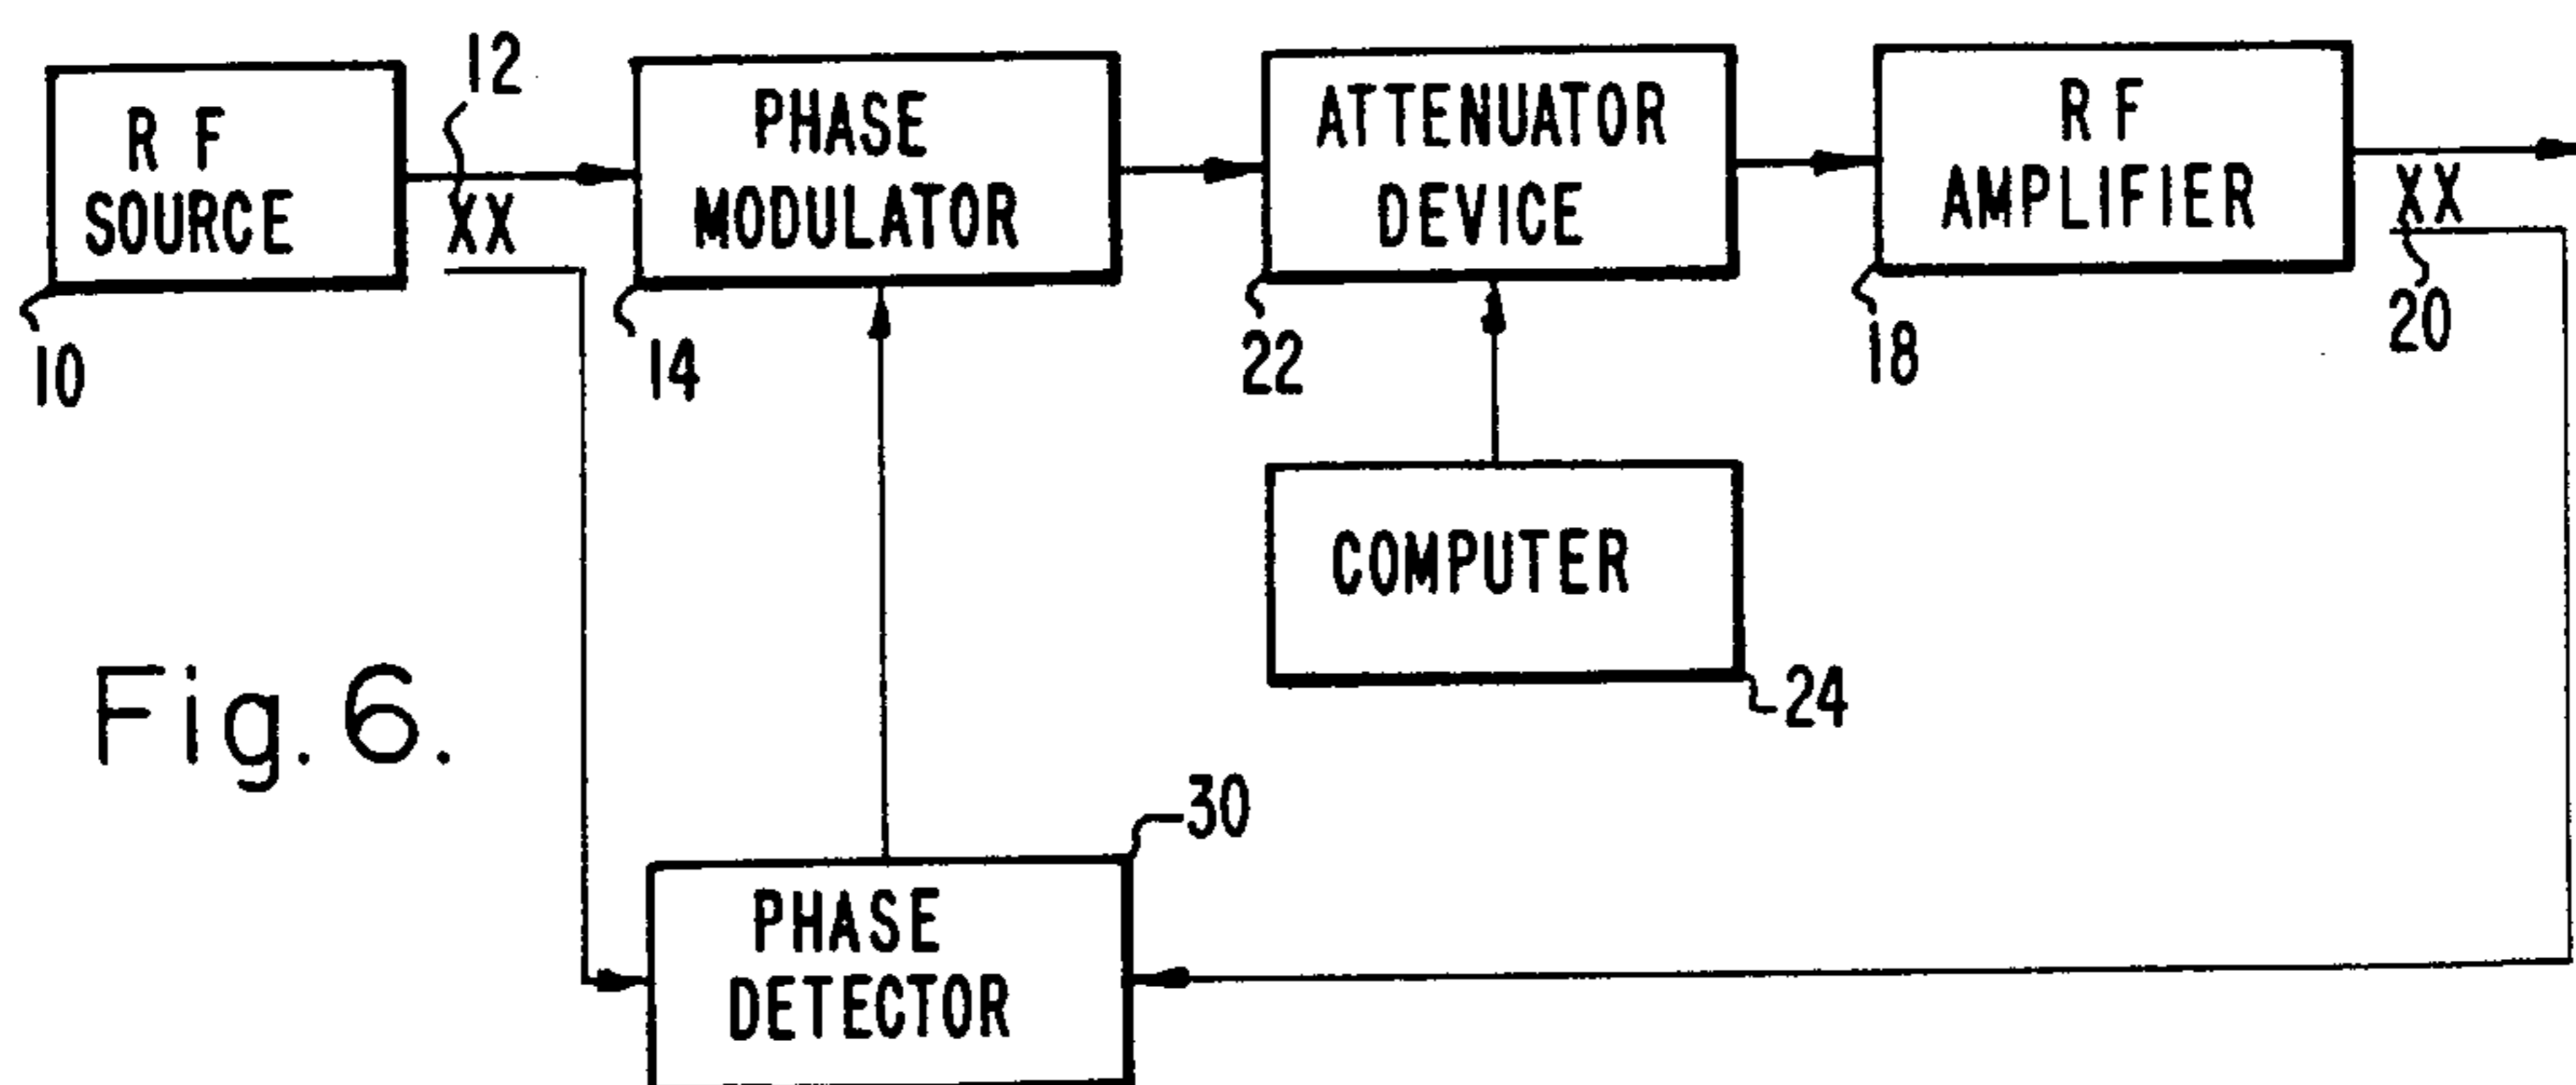 12
R F
SOURCE
XX
10
PHASE
MODULATOR
14
ATTENUATOR
DEVICE
22
R F
AMPLIFIER
18
XX
20
COMPUTER
24
Fig. 6.
30
PHASE
DETECTOR